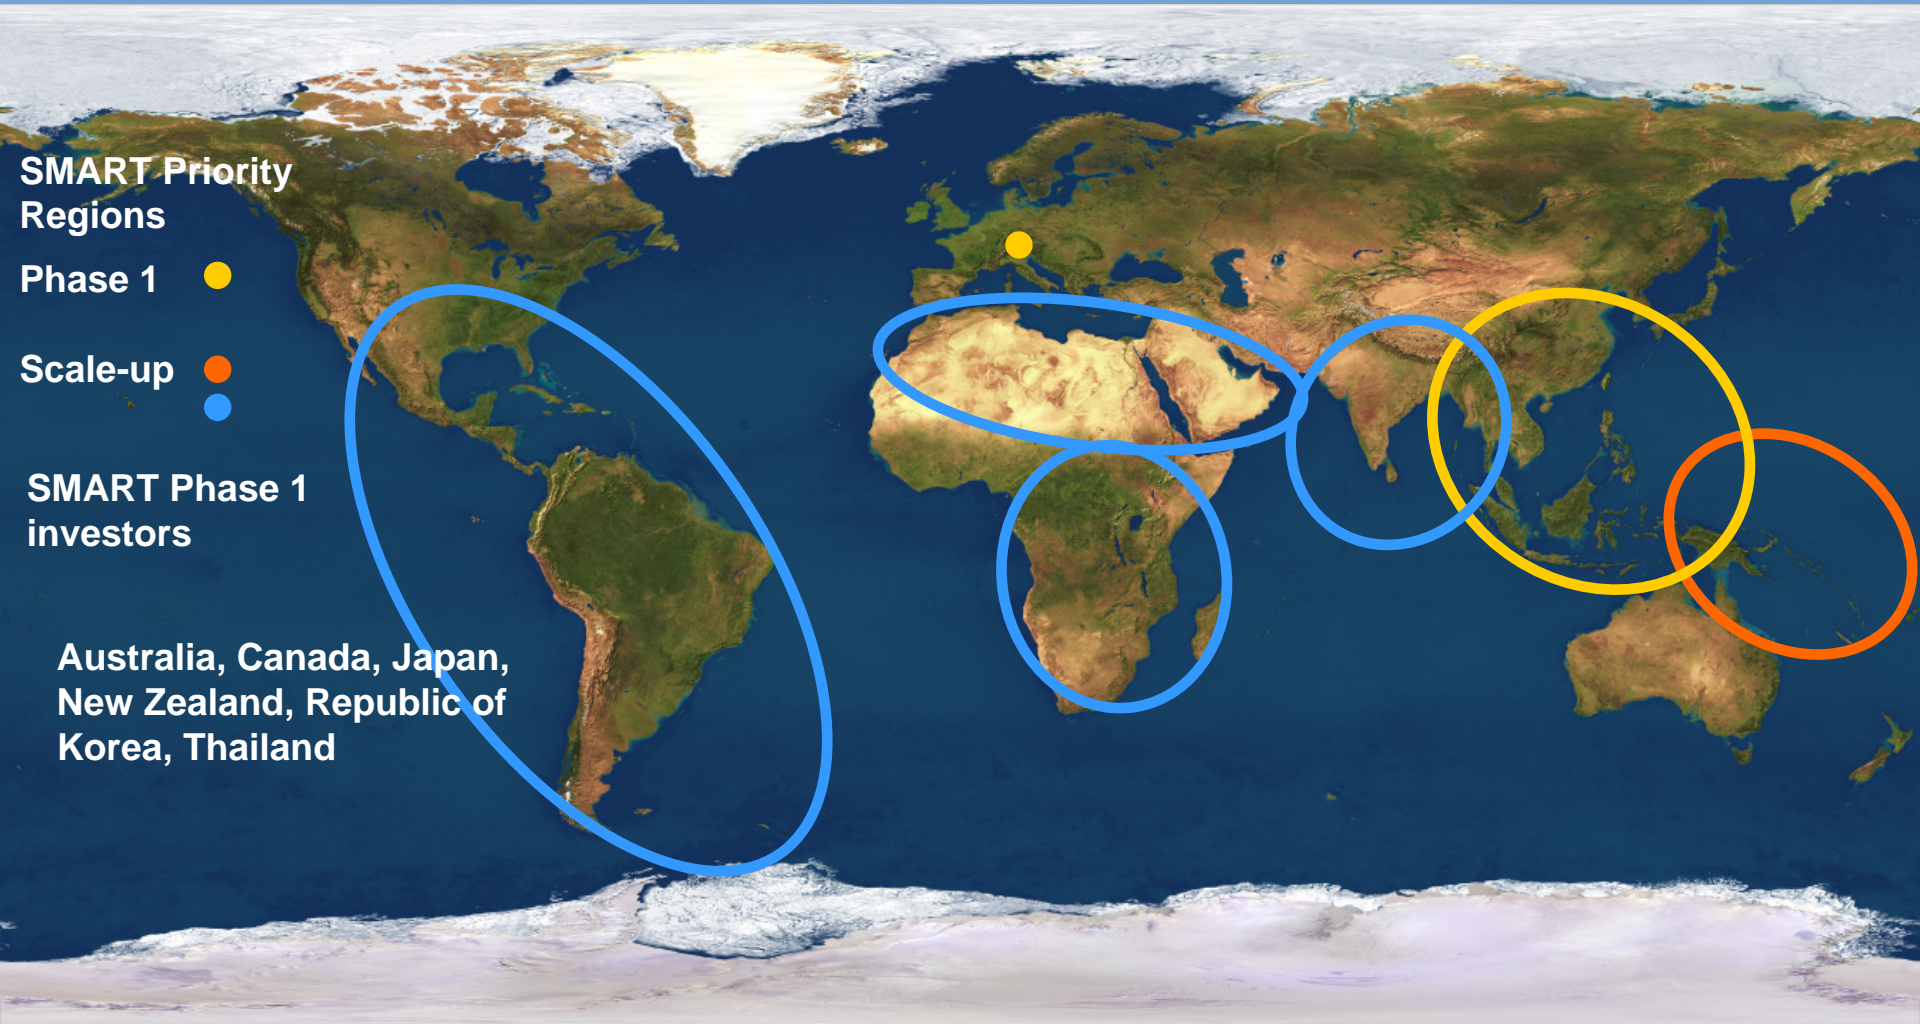 SMART Priority
Regions
Phase 1
Scale-up
SMART Phase 1
investors
Australia, Canada, Japan,
New Zealand, Republic of
Korea, Thailand